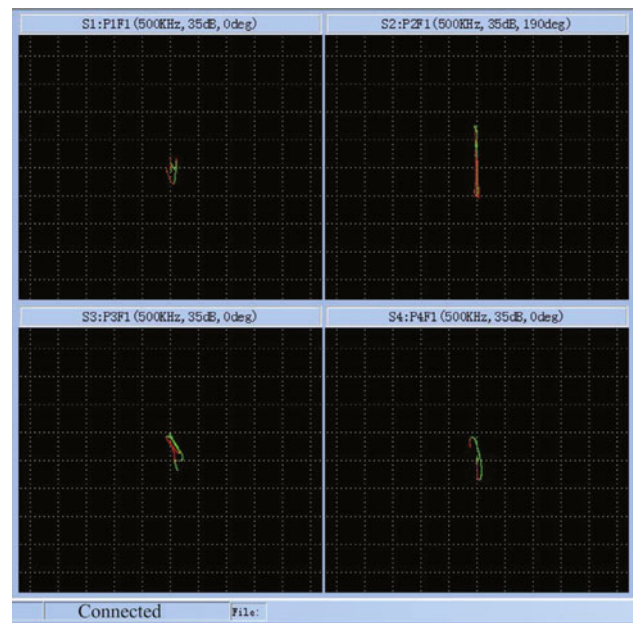 S1:P1F1(500KHz,35dB,0deg)
S2:P2F1(500KHz,35dB,190deg)
S3:P3F1(500KHz,35dB,0deg)
S4:P4F1(500KHz,35dB,0deg)
Connected
File: